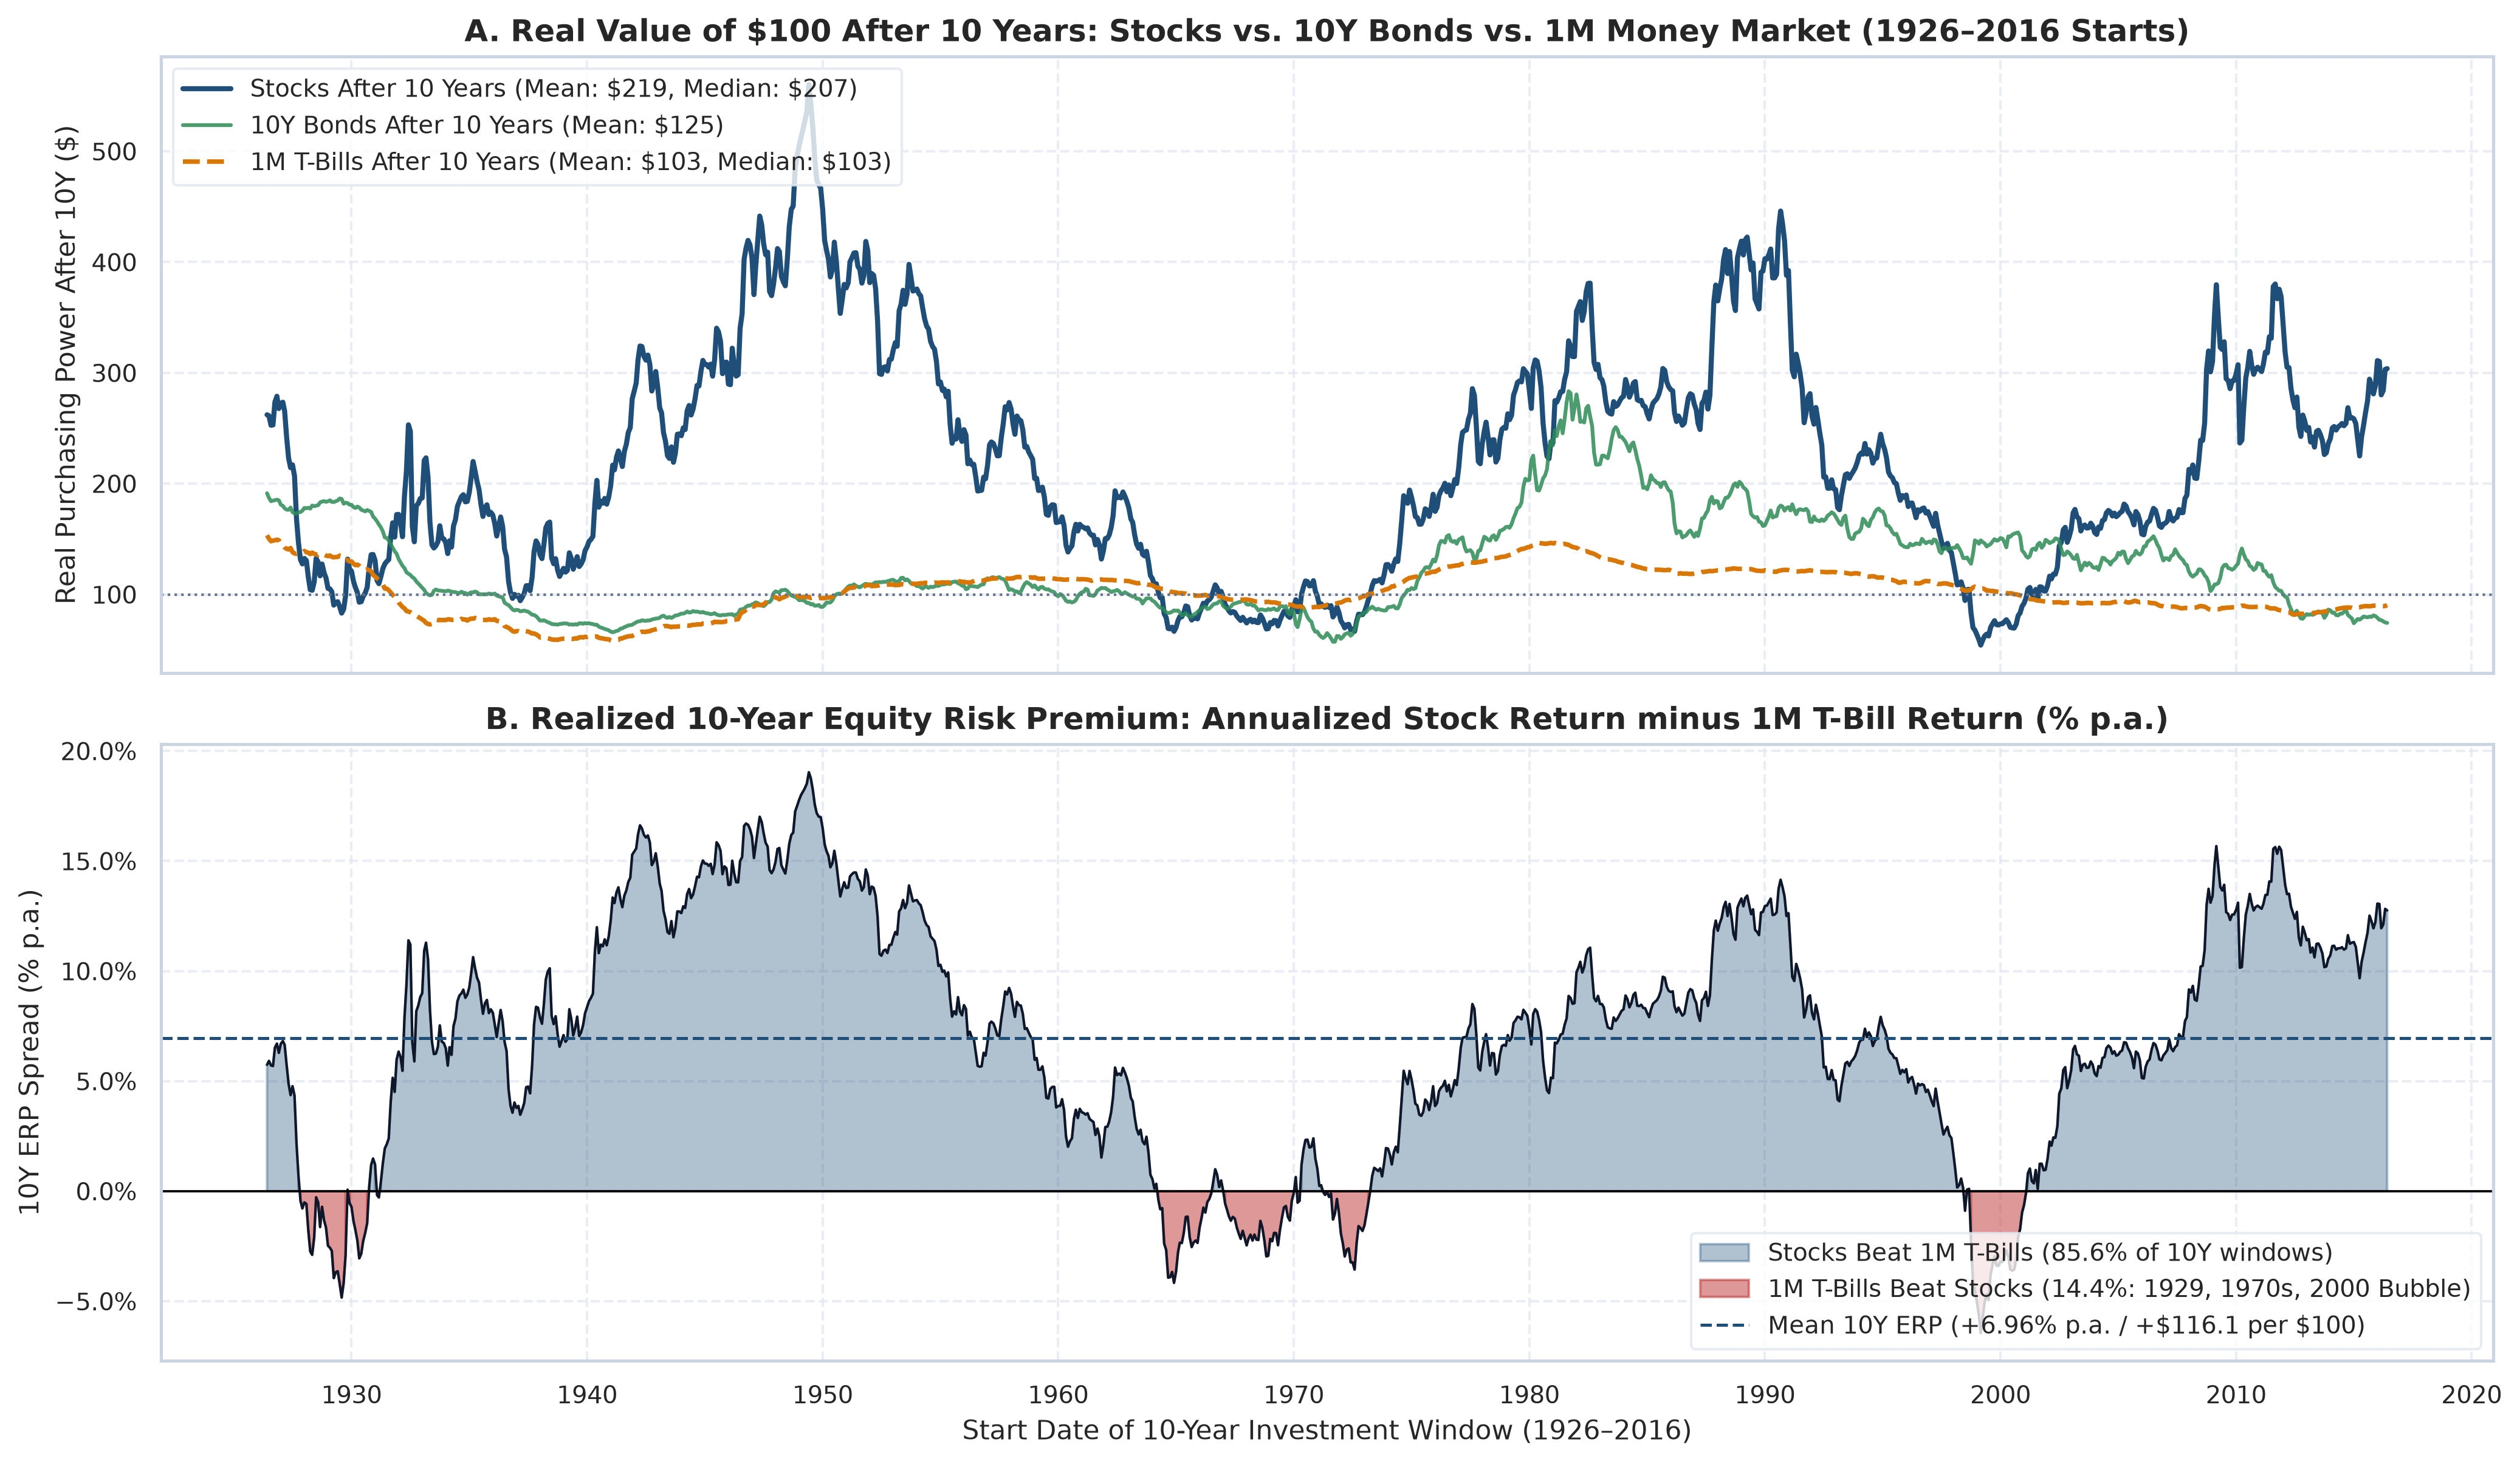 A. Real Value of $100 After 10 Years: Stocks vs. 10Y Bonds vs. 1M Money Market (1926–2016 Starts)
Stocks After 10 Years (Mean: $219, Median: $207)
10Y Bonds After 10 Years (Mean: $125)
1M T-Bills After 10 Years (Mean: $103, Median: $103)
Real Purchasing Power After 10Y ($)
500
400
300
200
100
B. Realized 10-Year Equity Risk Premium: Annualized Stock Return minus 1M T-Bill Return (% p.a.)
10Y ERP Spread (% p.a.)
20.0%
15.0%
10.0%
5.0%
0.0%
−5.0%
Stocks Beat 1M T-Bills (85.6% of 10Y windows)
1M T-Bills Beat Stocks (14.4%: 1929, 1970s, 2000 Bubble)
Mean 10Y ERP (+6.96% p.a. / +$116.1 per $100)
1930 1940 1950 1960 1970 1980 1990 2000 2010 2020
Start Date of 10-Year Investment Window (1926–2016)